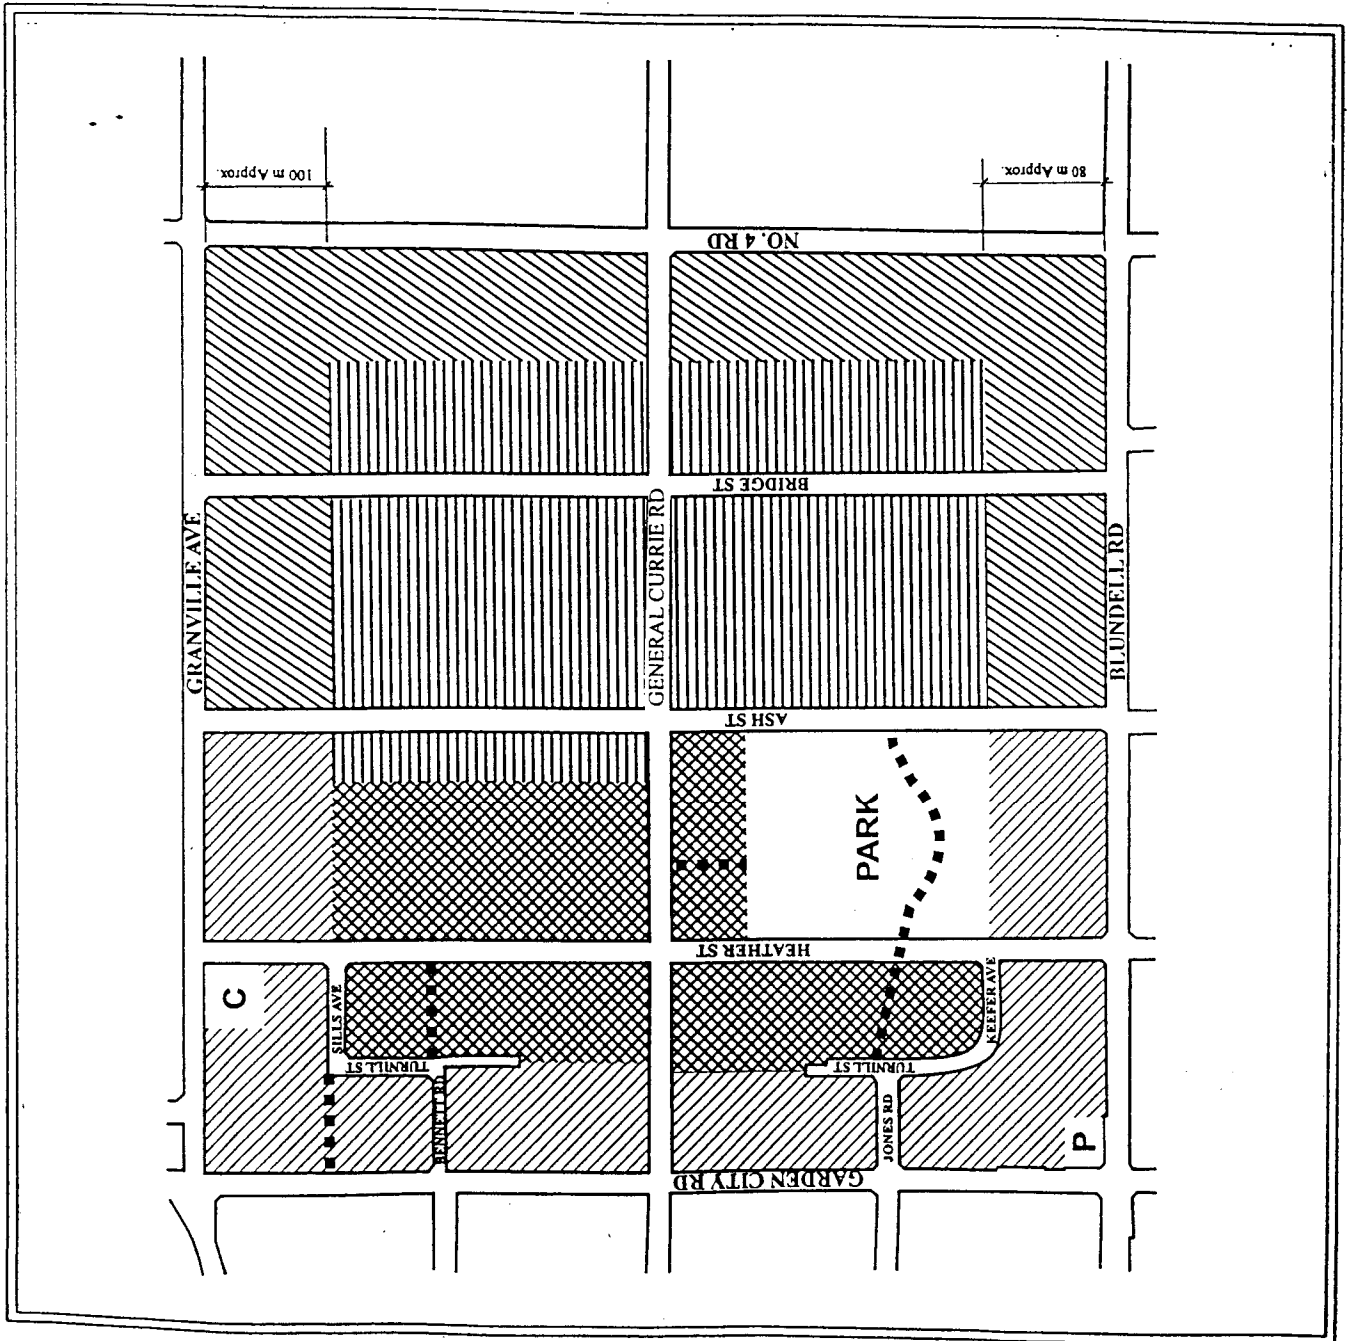 100 m Approx.
80 m Approx.
NO. 4 RD
BRIDGE ST
GRANVILLE AVE
GENERAL CURRIE RD
BLUNDELL RD
ASH ST
PARK
HEATHER ST
C
SILLS AVE
KEEFER AVE
TURNILL ST
TURNILL ST
BENNETT RD
JONES RD
P
GARDEN CITY RD